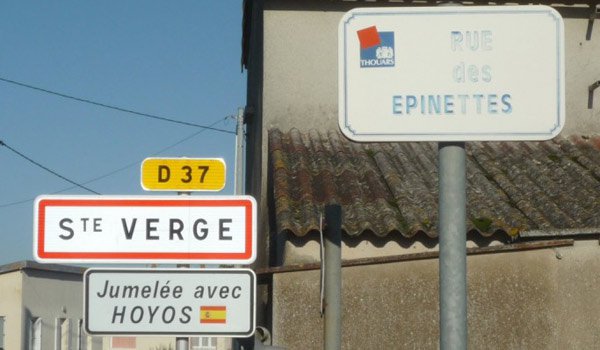 D 37
STE VERGE
Jumelée avec
HOYOS
THOUARS
RUE
des
EPINETTES